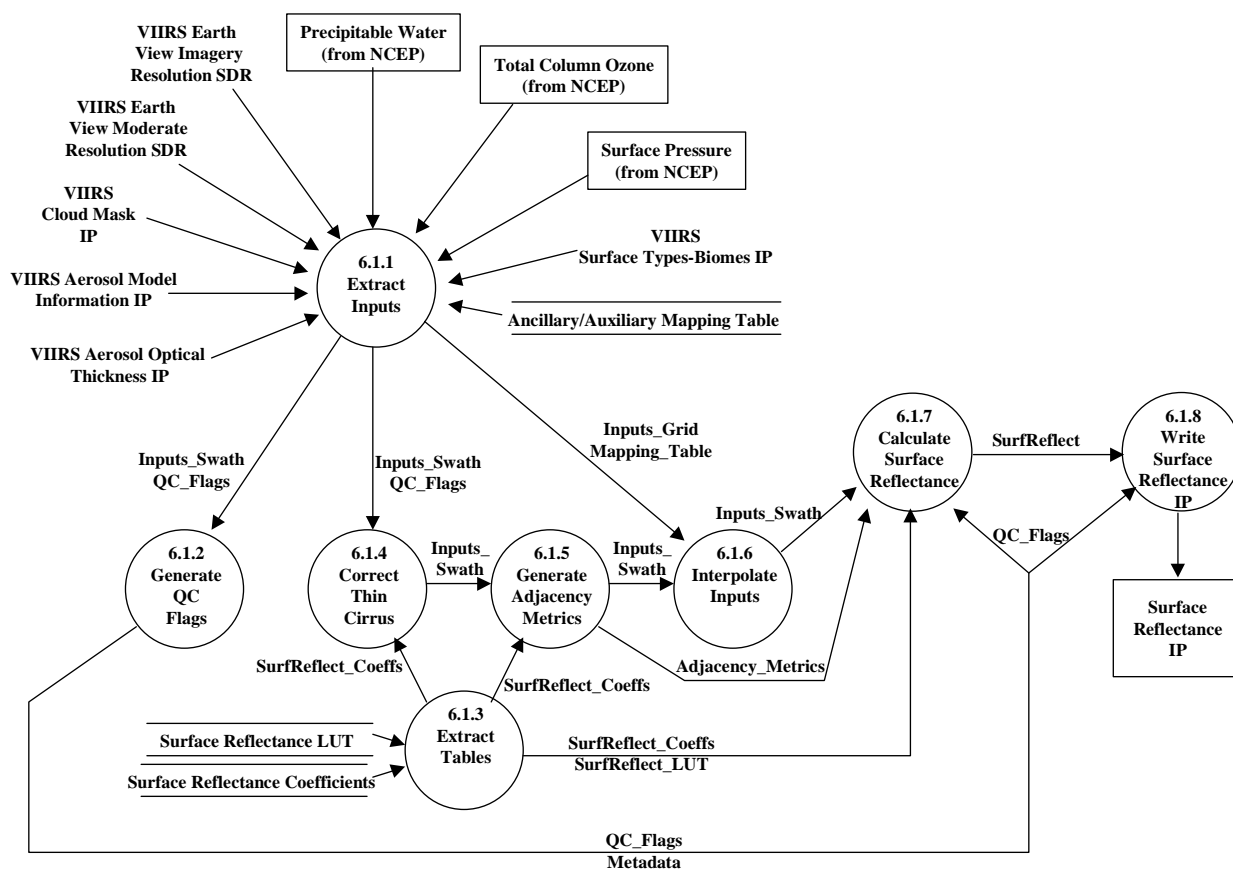 VIIRS Earth
View Imagery
Resolution SDR
Precipitable Water
(from NCEP)
Total Column Ozone
(from NCEP)
VIIRS Earth
View Moderate
Resolution SDR
Surface Pressure
(from NCEP)
VIIRS
Cloud Mask
IP
VIIRS
Surface Types-Biomes IP
6.1.1
Extract
Inputs
VIIRS Aerosol Model
Information IP
Ancillary/Auxiliary Mapping Table
VIIRS Aerosol Optical
Thickness IP
Inputs_Swath
QC_Flags
Inputs_Swath
QC_Flags
Inputs_Grid
Mapping_Table
6.1.7
Calculate
Surface
Reflectance
SurfReflect
6.1.8
Write
Surface
Reflectance
IP
Inputs_Swath
QC_Flags
6.1.2
Generate
QC
Flags
6.1.4
Correct
Thin
Cirrus
Inputs_
Swath
6.1.5
Generate
Adjacency
Metrics
Inputs_
Swath
6.1.6
Interpolate
Inputs
Surface
Reflectance
IP
SurfReflect_Coeffs
SurfReflect_Coeffs
Adjacency_Metrics
6.1.3
Extract
Tables
Surface Reflectance LUT
Surface Reflectance Coefficients
SurfReflect_Coeffs
SurfReflect_LUT
QC_Flags
Metadata